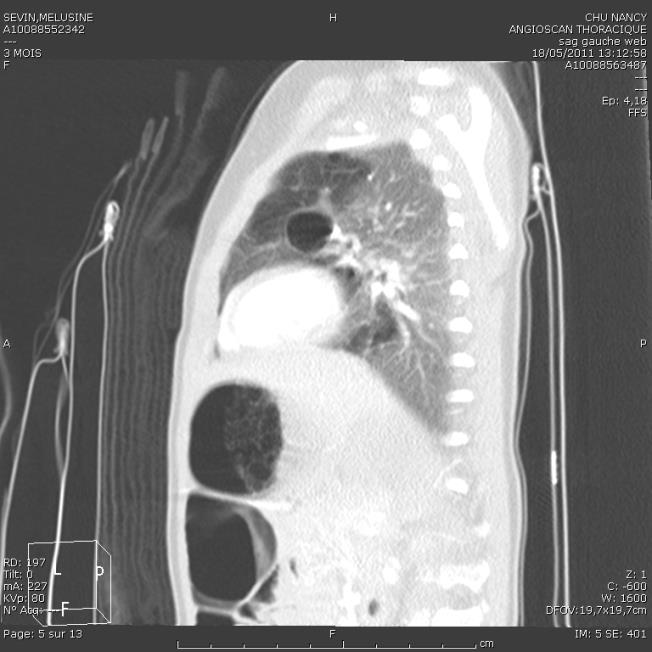 SEVIN,MELUSINE
A10088552342
---
3 MOIS
F
H
CHU NANCY
ANGIOSCAN THORACIQUE
sag gauche web
18/05/2011 13:12:58
A10088563487
---
---
Ep: 4,18
FFS
A
P
RD: 197
Tilt: 0
mA: 227
KVp: 80
Nº Acq: ---
L
P
F
Page: 5 sur 13
F
cm
Z: 1
C: -600
W: 1600
DFOV:19,7x19,7cm
IM: 5 SE: 401